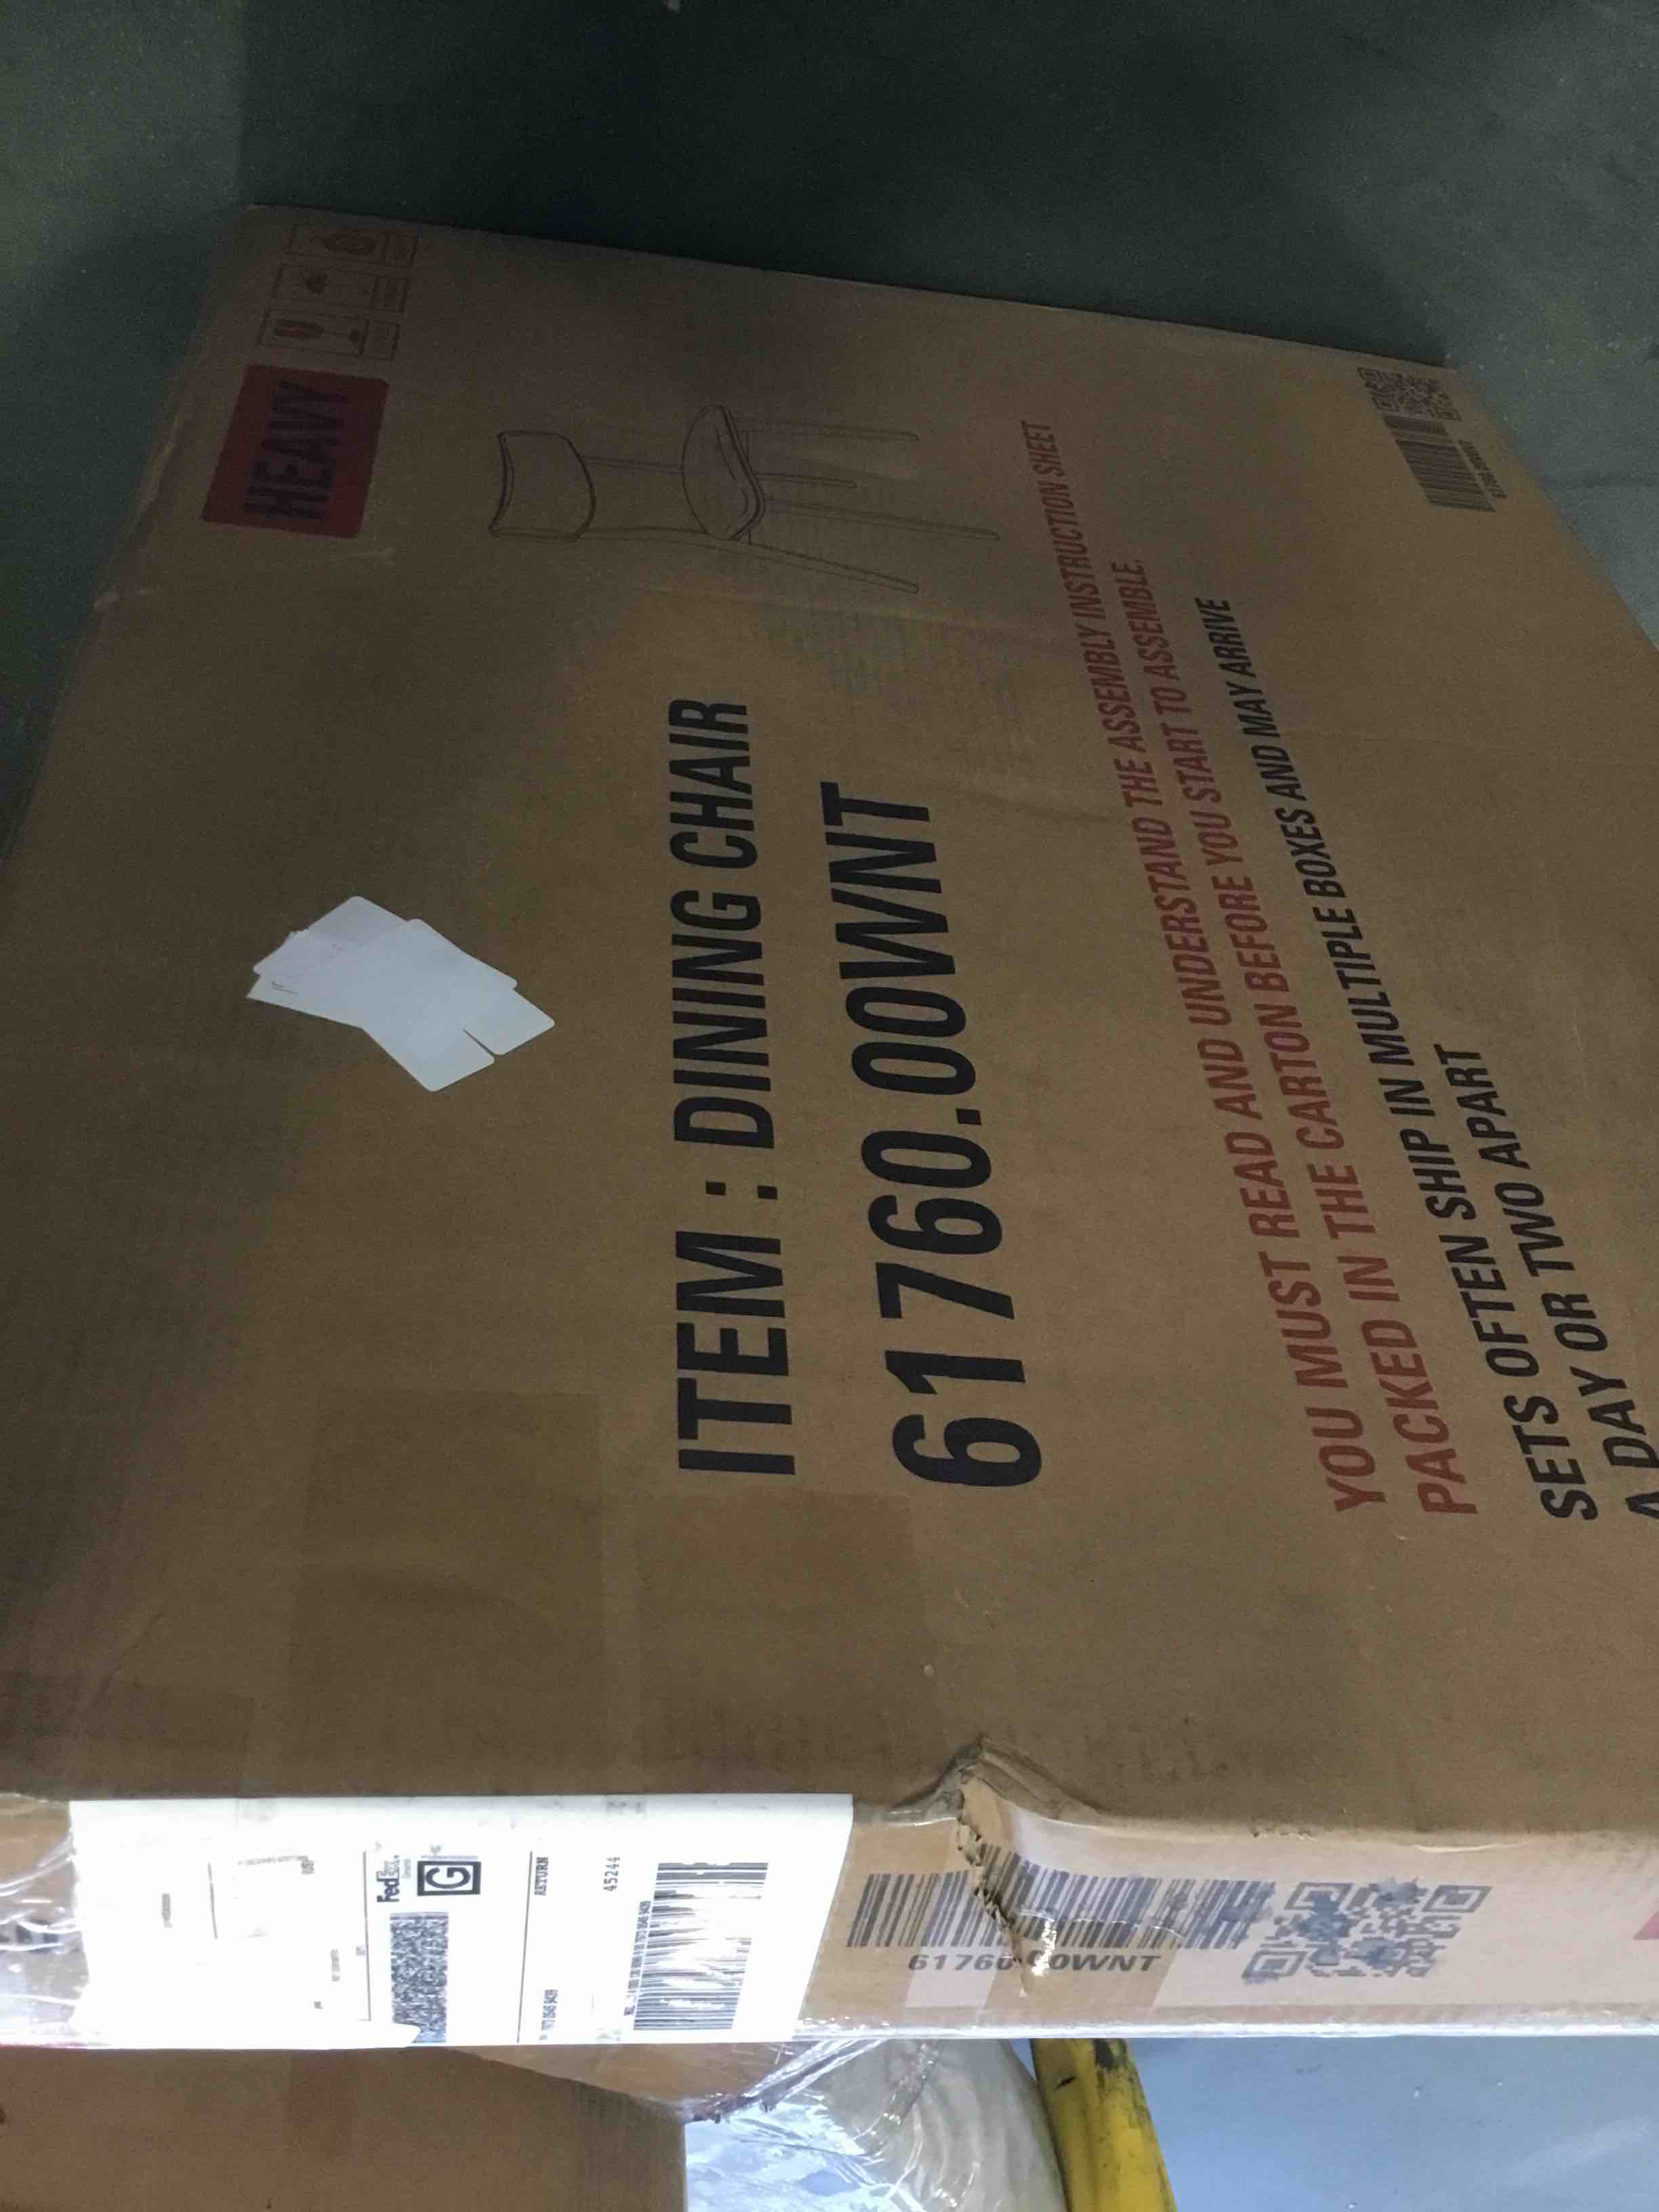 HEAVY
ITEM : DINING CHAIR
61760.00WNT
YOU MUST READ AND UNDERSTAND THE ASSEMBLY INSTRUCTION SHEET
PACKED IN THE CARTON BEFORE YOU START TO ASSEMBLE.
SETS OFTEN SHIP IN MULTIPLE BOXES AND MAY ARRIVE
A DAY OR TWO APART
FedEx
G
RETURN
45244
61760.00WNT